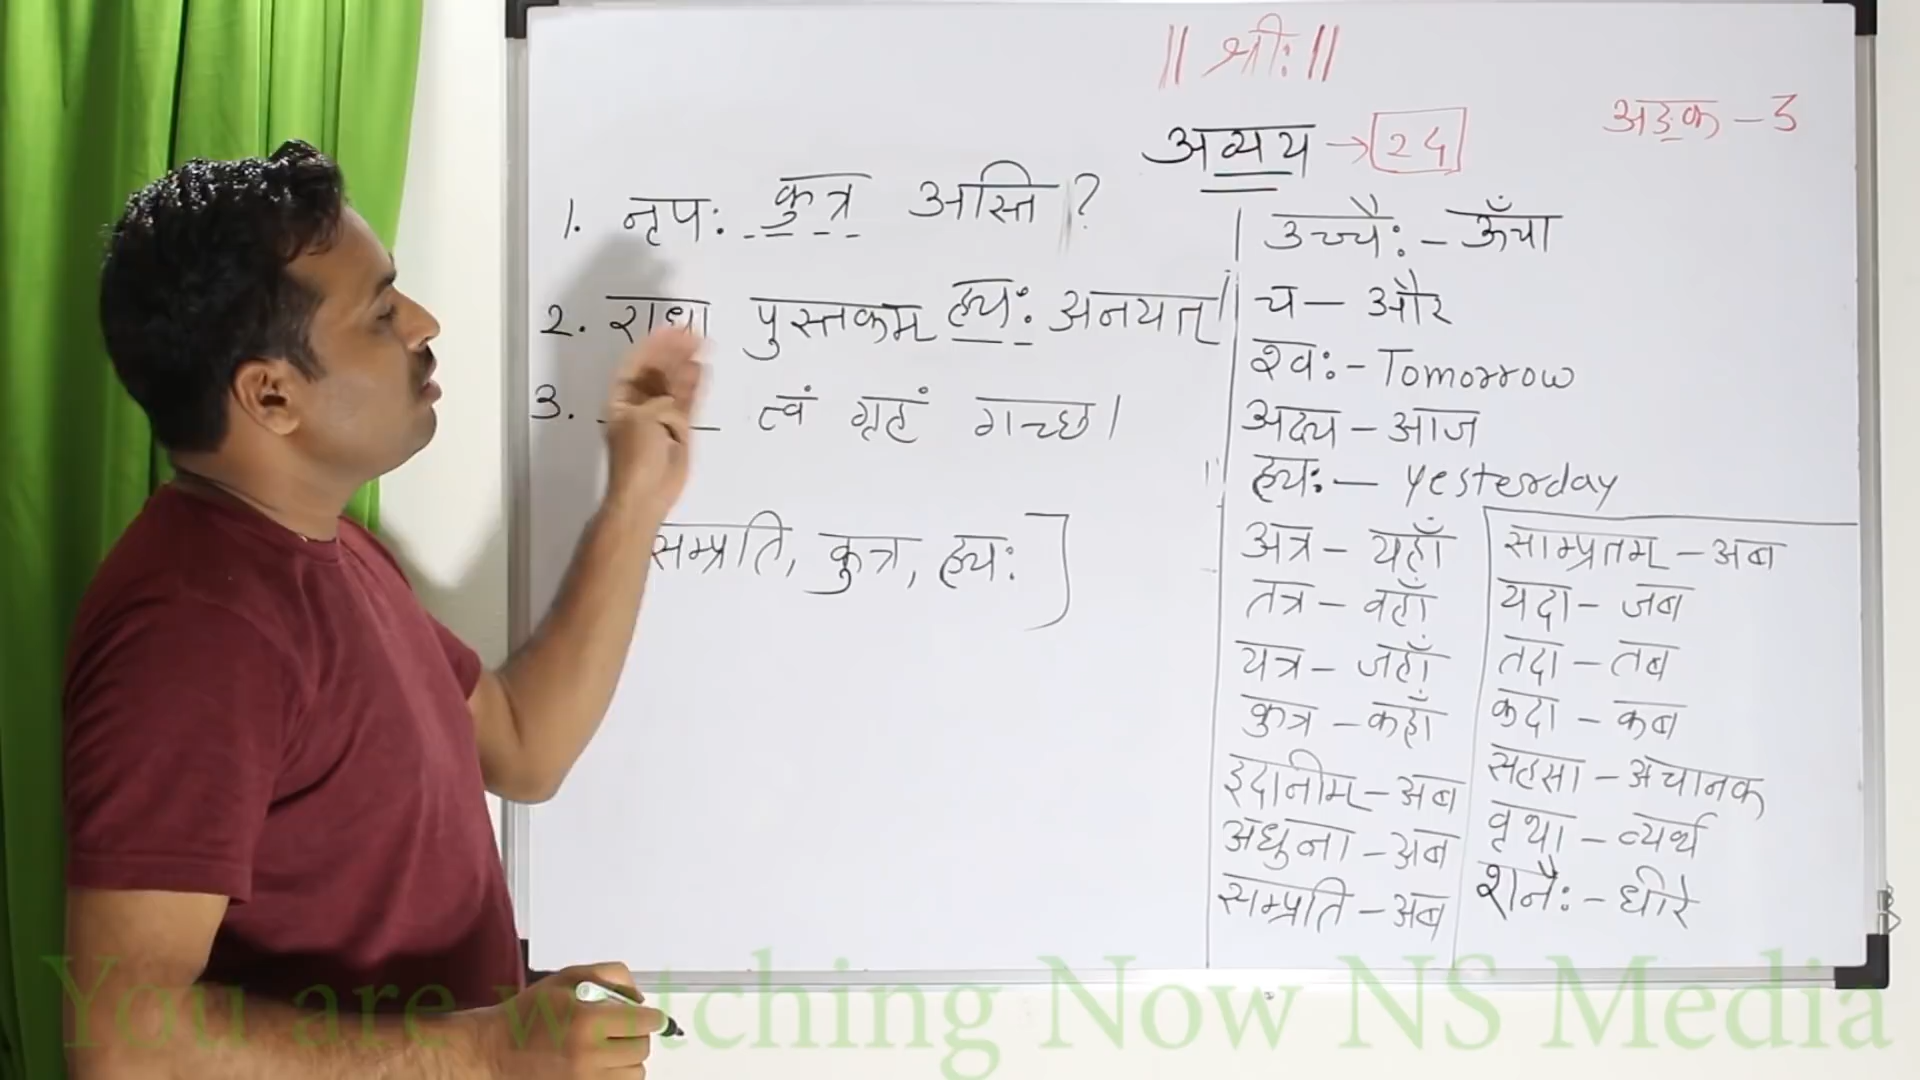 || श्रीः ||
अङ्क - 3
अव्यय → 24
1. नृपः कुत्र अस्ति ?
2. राधा पुस्तकम् ह्यः अनयत् ।
3. त्वं गृहं गच्छ ।
सम्प्रति, कुत्र, ह्यः ]
उच्चैः - ऊँचा
च - और
श्वः - Tomorrow
अद्य - आज
ह्यः - yesterday
अत्र - यहाँ
तत्र - वहाँ
यत्र - जहाँ
कुत्र - कहाँ
इदानीम् - अब
अधुना - अब
सम्प्रति - अब
साम्प्रतम् - अब
यदा - जब
तदा - तब
कदा - कब
सहसा - अचानक
वृथा - व्यर्थ
शनैः - धीरे
You are watching Now NS Media